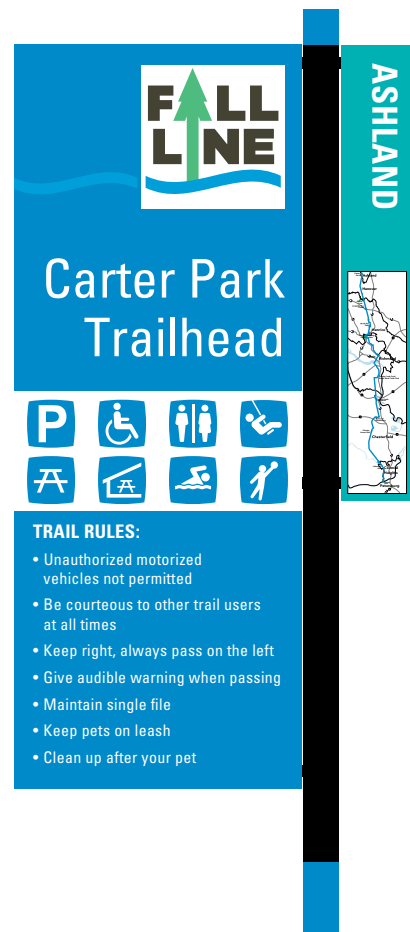 FALL
LINE
Carter Park
Trailhead
P
TRAIL RULES:
• Unauthorized motorized
vehicles not permitted
• Be courteous to other trail users
at all times
• Keep right, always pass on the left
• Give audible warning when passing
• Maintain single file
• Keep pets on leash
• Clean up after your pet
ASHLAND
Chesterfield
Petersburg